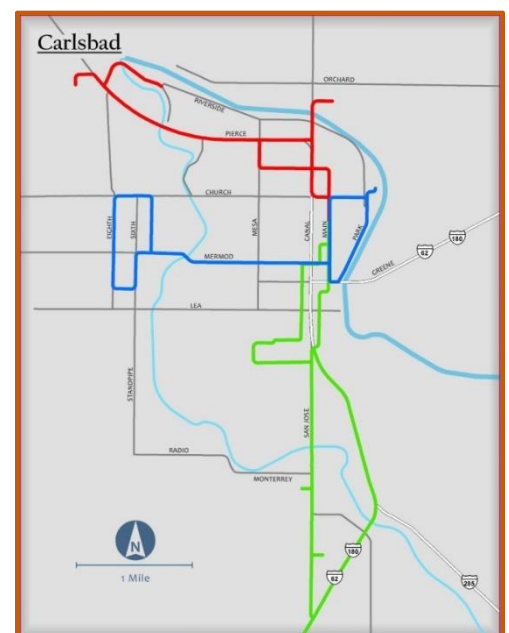 Carlsbad
ORCHARD
RIVERSIDE
PIERCE
CHURCH
EIGHTH
SIXTH
MESA
CANAL
MAIN
PARK
MERMOD
GREENE
62
180
LEA
STANDPIPE
SAN JOSE
RADIO
MONTERREY
N
1 Mile
180
62
285